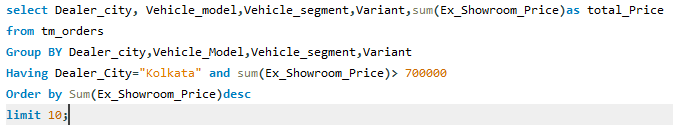 select Dealer_city, Vehicle_model,Vehicle_segment,Variant,sum(Ex_Showroom_Price)as total_Price
from tm_orders
Group BY Dealer_city,Vehicle_Model,Vehicle_segment,Variant
Having Dealer_City="Kolkata" and sum(Ex_Showroom_Price)> 700000
Order by Sum(Ex_Showroom_Price)desc
limit 10;